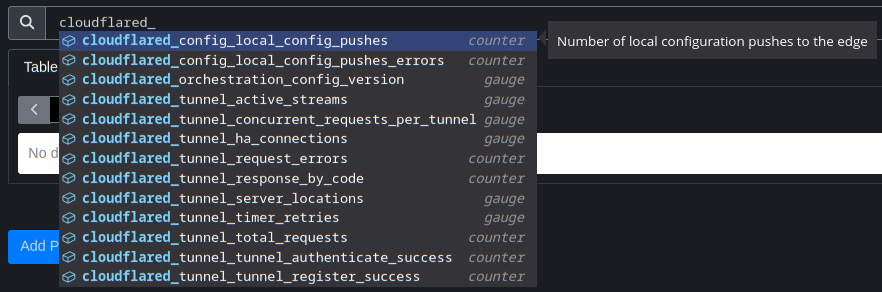 cloudflared_
cloudflared_config_local_config_pushes counter
Number of local configuration pushes to the edge
cloudflared_config_local_config_pushes_errors counter
Table
cloudflared_orchestration_config_version gauge
cloudflared_tunnel_active_streams gauge
cloudflared_tunnel_concurrent_requests_per_tunnel gauge
cloudflared_tunnel_ha_connections gauge
No d
cloudflared_tunnel_request_errors counter
cloudflared_tunnel_response_by_code counter
cloudflared_tunnel_server_locations gauge
cloudflared_tunnel_timer_retries gauge
Add P
cloudflared_tunnel_total_requests counter
cloudflared_tunnel_tunnel_authenticate_success counter
cloudflared_tunnel_tunnel_register_success counter